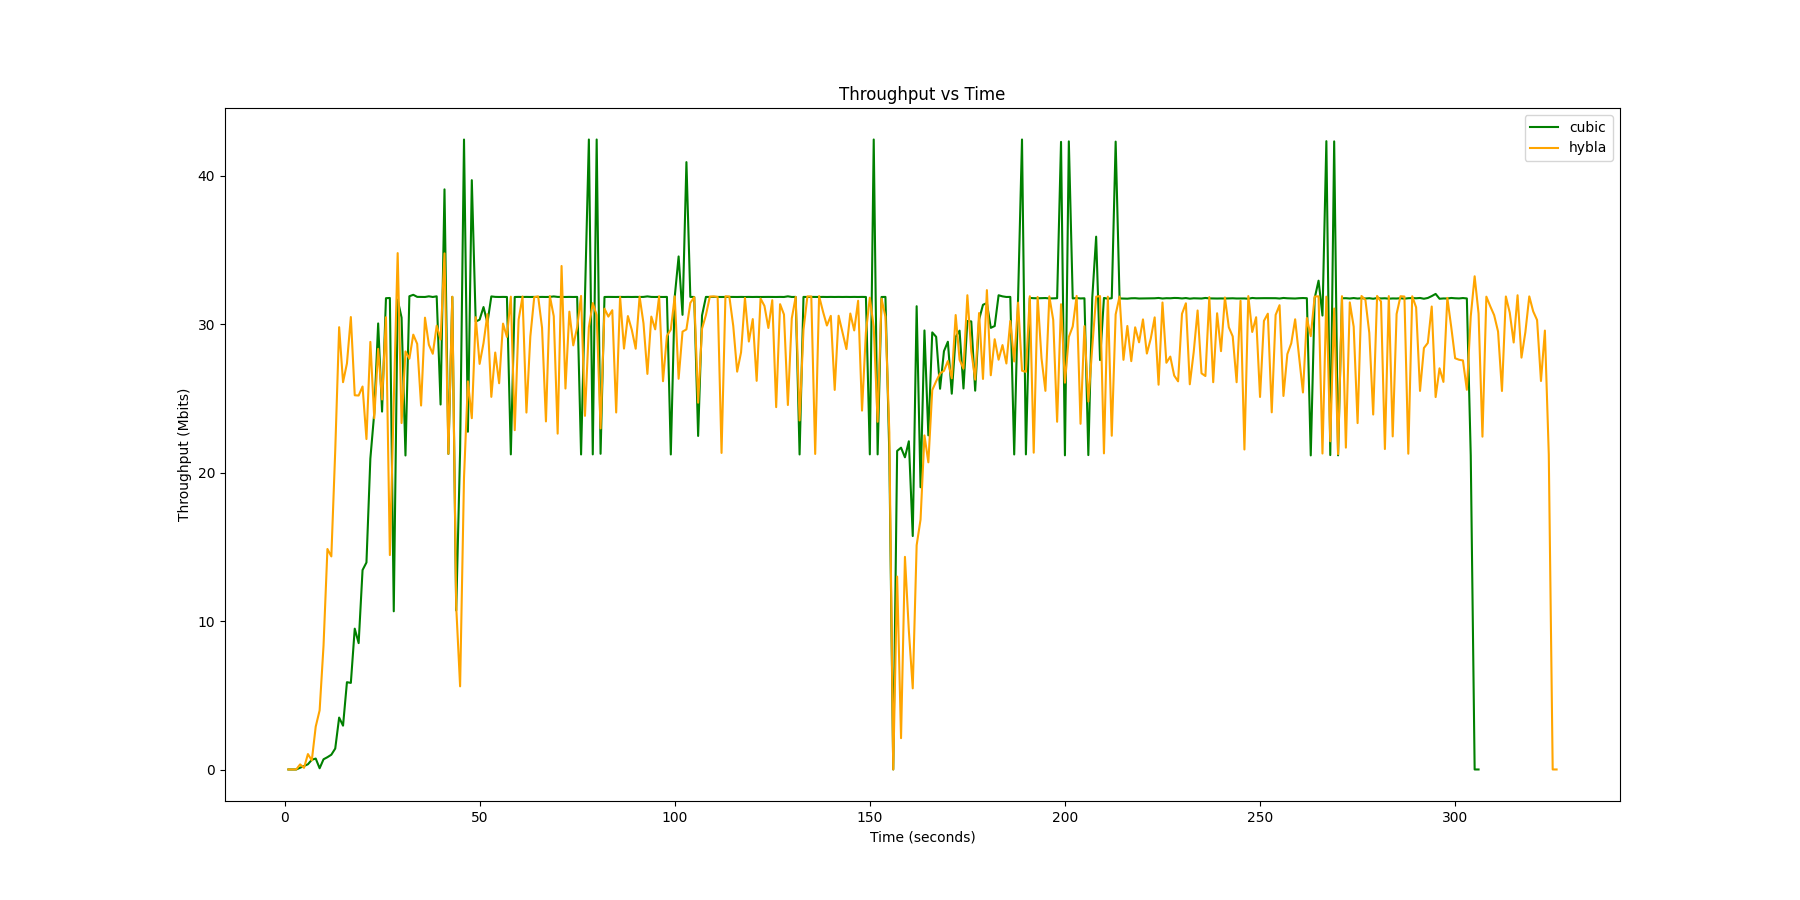 Throughput vs Time
cubic
hybla
Throughput (Mbits)
40
30
20
10
0
0 50 100 150 200 250 300
Time (seconds)